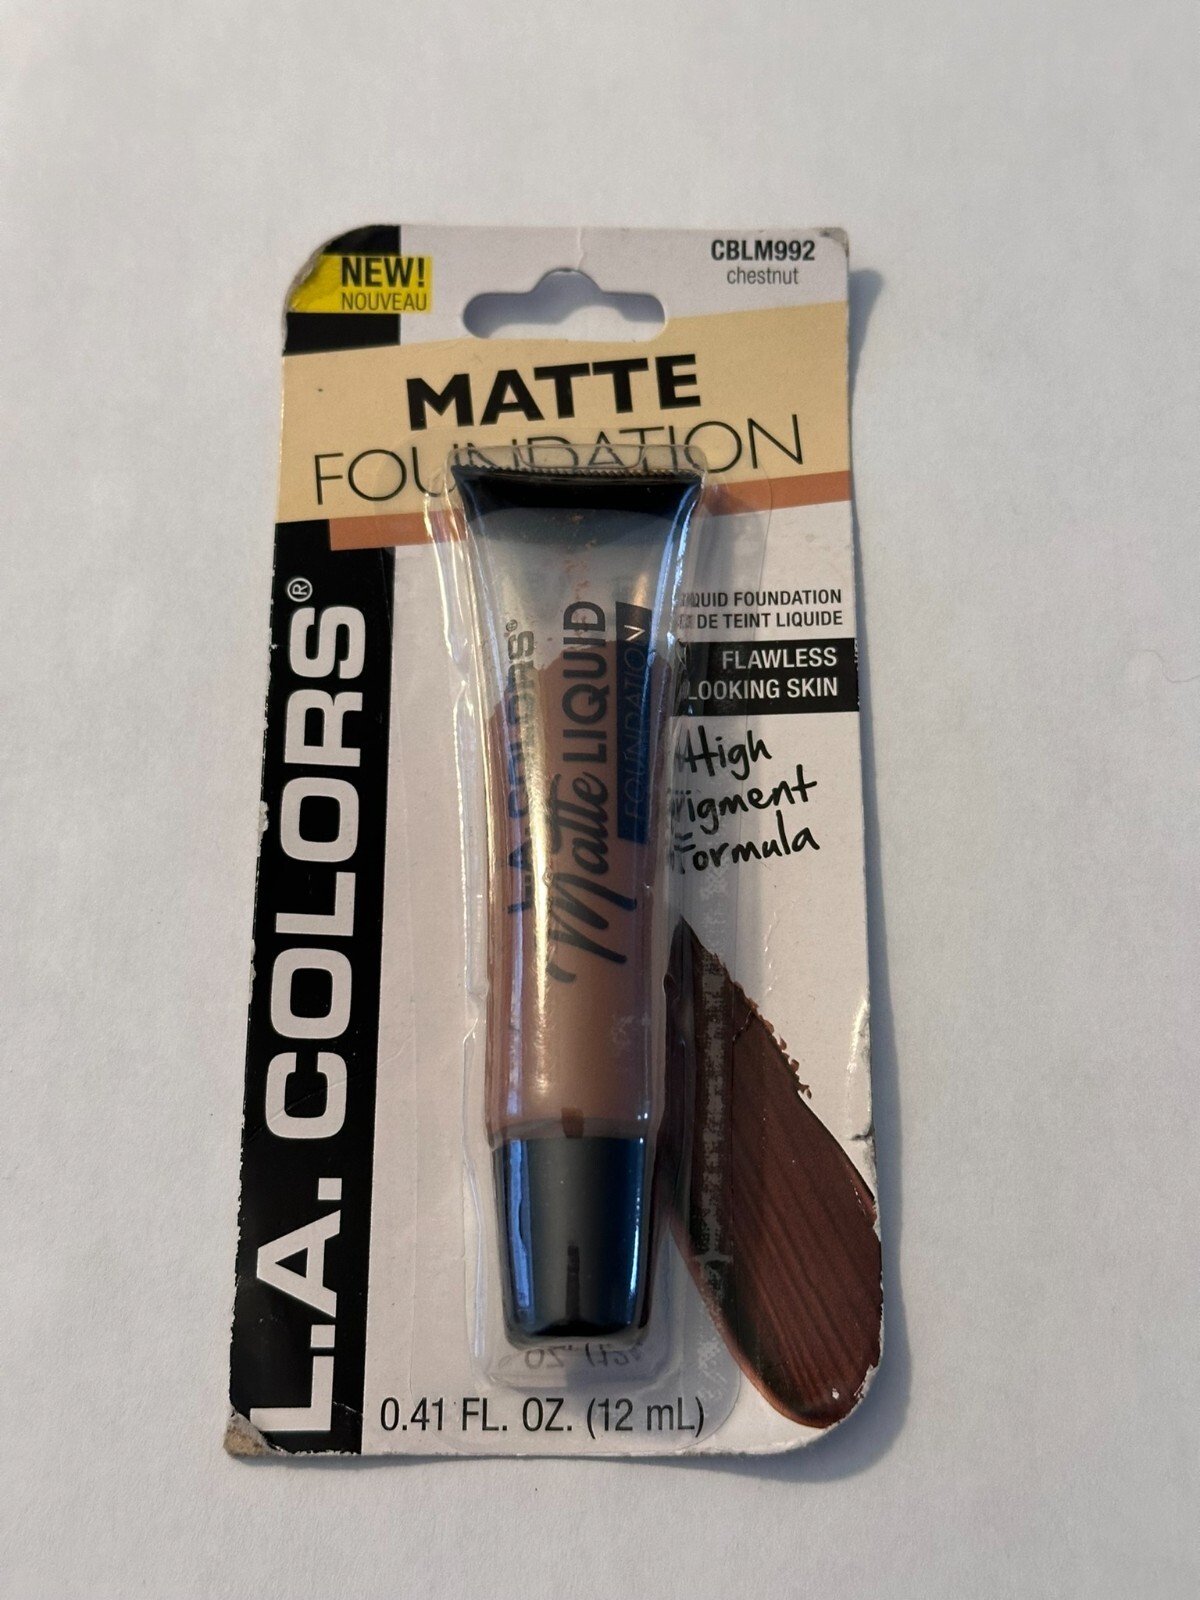 NEW!
NOUVEAU
CBLM992
chestnut
MATTE
FOUNDATION
L.A. COLORS®
LIQUID FOUNDATION
DE TEINT LIQUIDE
FLAWLESS
LOOKING SKIN
High
Pigment
Formula
L.A. COLORS®
Matte LIQUID
FOUNDATION
0.41 FL. OZ. (12 mL)